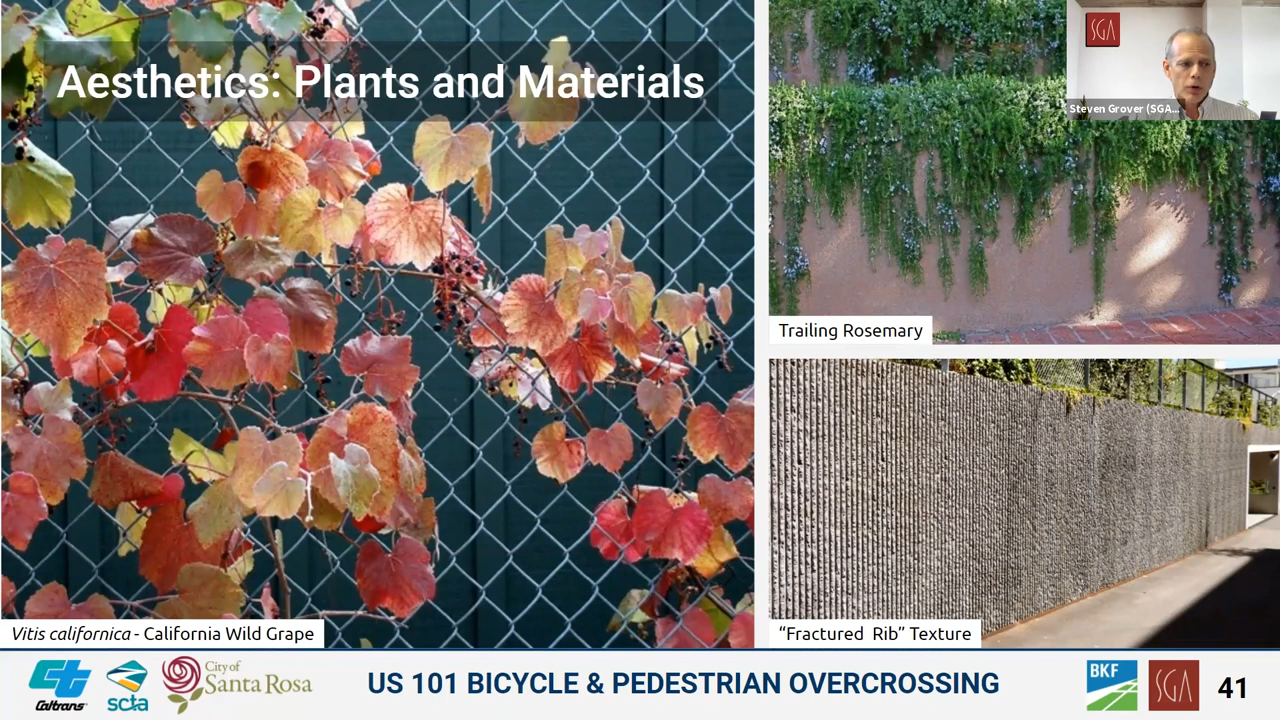 Aesthetics: Plants and Materials
SGA
Steven Grover (SGA...
Trailing Rosemary
Vitis californica - California Wild Grape
“Fractured Rib” Texture
Caltrans
scta
City of
Santa Rosa
US 101 BICYCLE & PEDESTRIAN OVERCROSSING
BKF
SGA
41